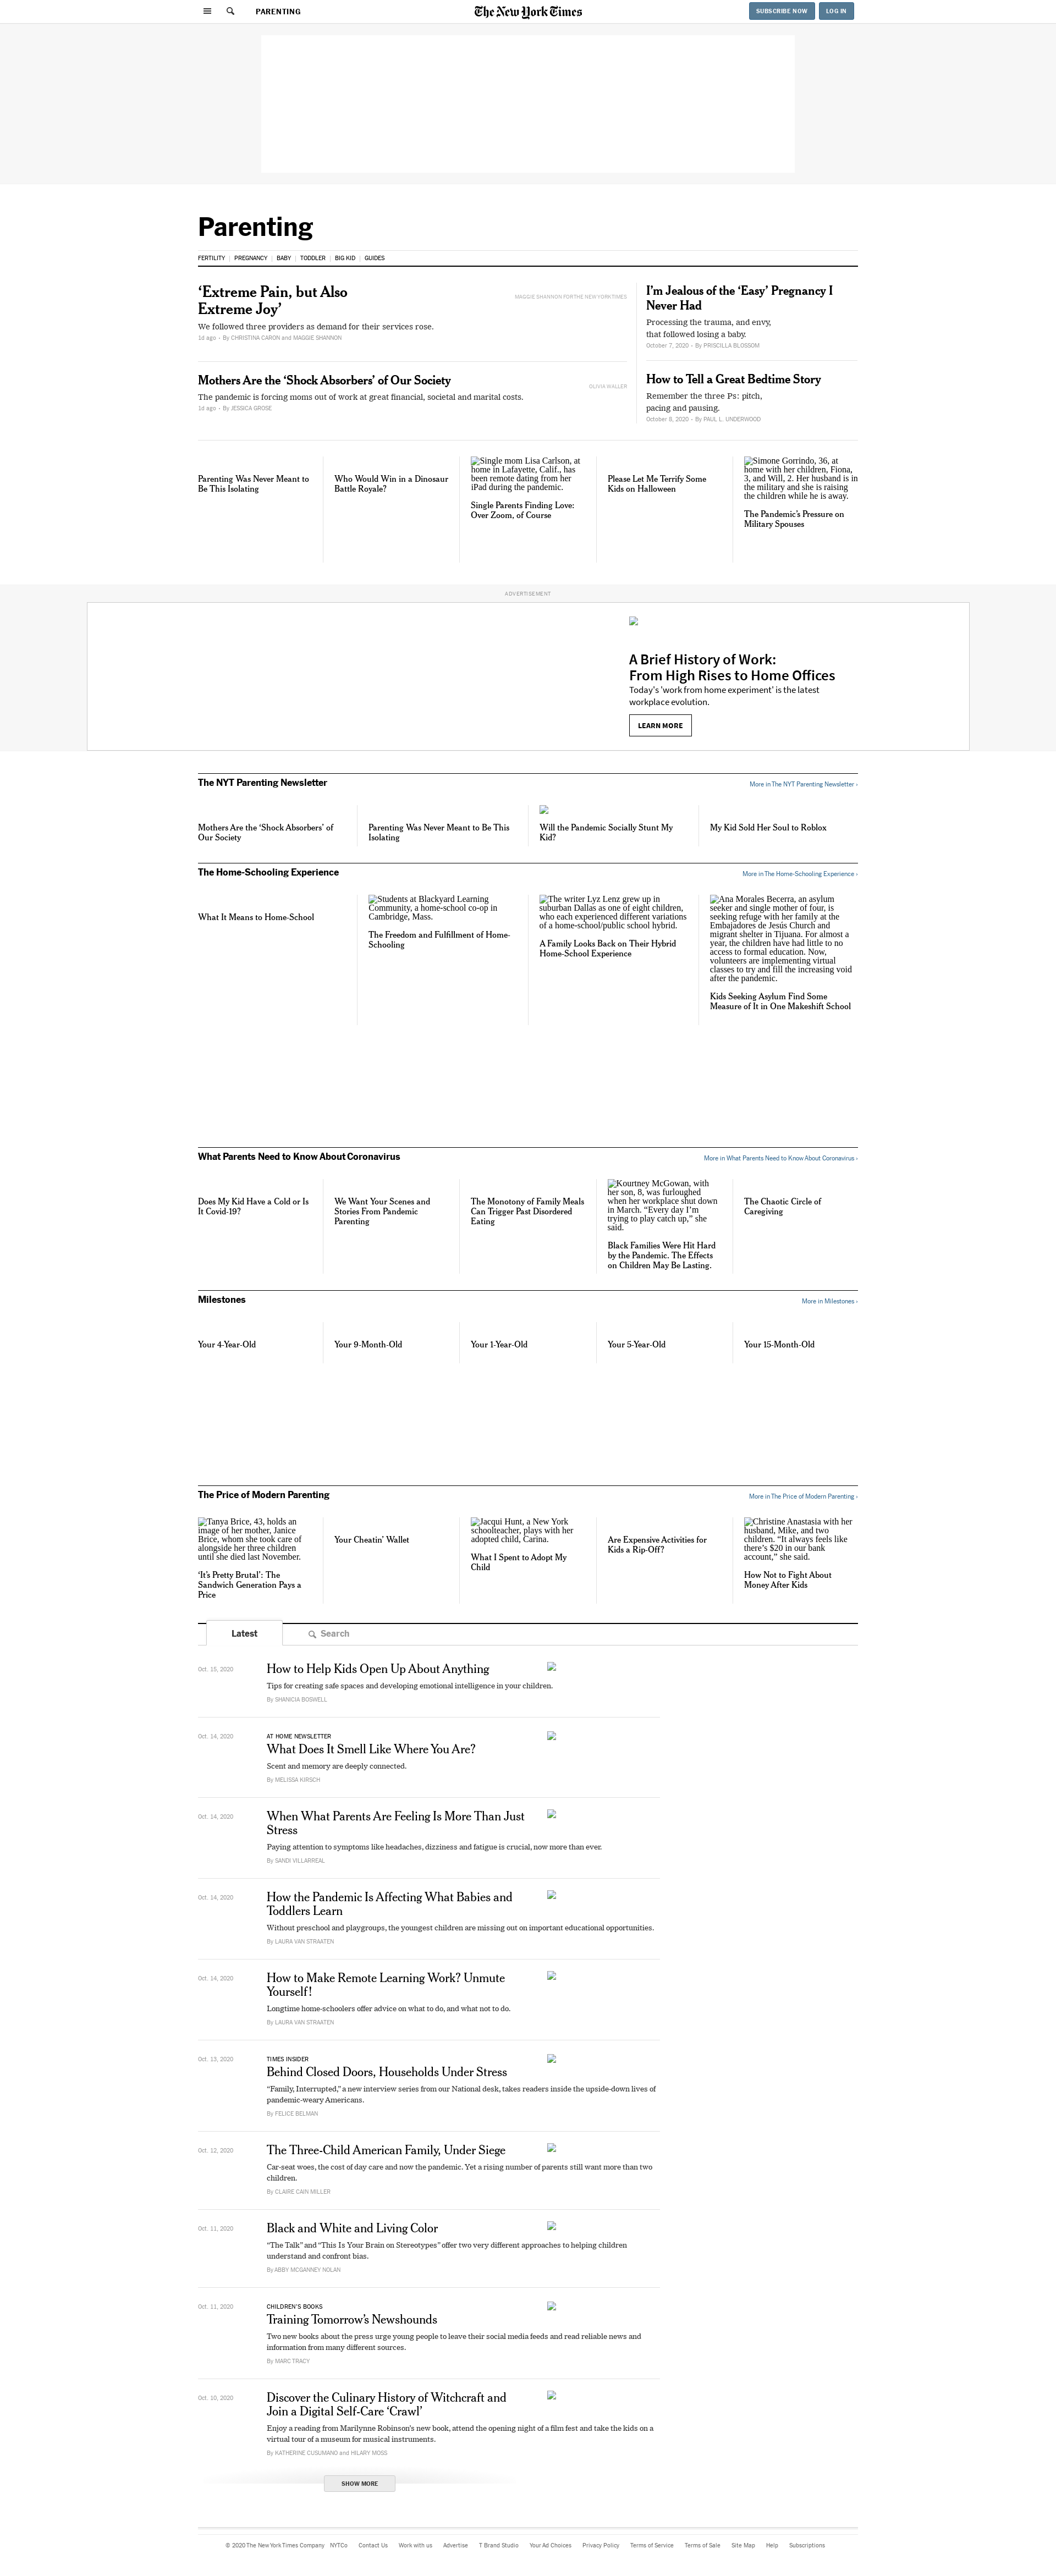 PARENTING
The New York Times
SUBSCRIBE NOW
LOG IN
Parenting
FERTILITY
PREGNANCY
BABY
TODDLER
BIG KID
GUIDES
‘Extreme Pain, but Also
Extreme Joy’
We followed three providers as demand for their services rose.
1d ago · By CHRISTINA CARON and MAGGIE SHANNON
MAGGIE SHANNON FOR THE NEW YORK TIMES
Mothers Are the ‘Shock Absorbers’ of Our Society
The pandemic is forcing moms out of work at great financial, societal and marital costs.
1d ago · By JESSICA GROSE
OLIVIA WALLER
I’m Jealous of the ‘Easy’ Pregnancy I
Never Had
Processing the trauma, and envy,
that followed losing a baby.
October 7, 2020 · By PRISCILLA BLOSSOM
How to Tell a Great Bedtime Story
Remember the three Ps: pitch,
pacing and pausing.
October 8, 2020 · By PAUL L. UNDERWOOD
Parenting Was Never Meant to
Be This Isolating
Who Would Win in a Dinosaur
Battle Royale?
Single mom Lisa Carlson, at
home in Lafayette, Calif., has
been remote dating from her
iPad during the pandemic.
Single Parents Finding Love:
Over Zoom, of Course
Please Let Me Terrify Some
Kids on Halloween
Simone Gorrindo, 36, at
home with her children, Fiona,
3, and Will, 2. Her husband is in
the military and she is raising
the children while he is away.
The Pandemic’s Pressure on
Military Spouses
ADVERTISEMENT
A Brief History of Work:
From High Rises to Home Offices
Today's 'work from home experiment' is the latest
workplace evolution.
LEARN MORE
The NYT Parenting Newsletter
More in The NYT Parenting Newsletter ›
Mothers Are the ‘Shock Absorbers’ of
Our Society
Parenting Was Never Meant to Be This
Isolating
Will the Pandemic Socially Stunt My
Kid?
My Kid Sold Her Soul to Roblox
The Home-Schooling Experience
More in The Home-Schooling Experience ›
What It Means to Home-School
Students at Blackyard Learning
Community, a home-school co-op in
Cambridge, Mass.
The Freedom and Fulfillment of Home-
Schooling
The writer Lyz Lenz grew up in
suburban Dallas as one of eight children,
who each experienced different variations
of a home-school/public school hybrid.
A Family Looks Back on Their Hybrid
Home-School Experience
Ana Morales Becerra, an asylum
seeker and single mother of four, is
seeking refuge with her family at the
Embajadores de Jesús Church and
migrant shelter in Tijuana. For almost a
year, the children have had little to no
access to formal education. Now,
volunteers are implementing virtual
classes to try and fill the increasing void
after the pandemic.
Kids Seeking Asylum Find Some
Measure of It in One Makeshift School
What Parents Need to Know About Coronavirus
More in What Parents Need to Know About Coronavirus ›
Does My Kid Have a Cold or Is
It Covid-19?
We Want Your Scenes and
Stories From Pandemic
Parenting
The Monotony of Family Meals
Can Trigger Past Disordered
Eating
Kourtney McGowan, with
her son, 8, was furloughed
when her workplace shut down
in March. “Every day I’m
trying to play catch up,” she
said.
Black Families Were Hit Hard
by the Pandemic. The Effects
on Children May Be Lasting.
The Chaotic Circle of
Caregiving
Milestones
More in Milestones ›
Your 4-Year-Old
Your 9-Month-Old
Your 1-Year-Old
Your 5-Year-Old
Your 15-Month-Old
The Price of Modern Parenting
More in The Price of Modern Parenting ›
Tanya Brice, 43, holds an
image of her mother, Janice
Brice, whom she took care of
alongside her three children
until she died last November.
‘It’s Pretty Brutal’: The
Sandwich Generation Pays a
Price
Your Cheatin’ Wallet
Jacqui Hunt, a New York
schoolteacher, plays with her
adopted child, Carina.
What I Spent to Adopt My
Child
Are Expensive Activities for
Kids a Rip-Off?
Christine Anastasia with her
husband, Mike, and two
children. “It always feels like
there’s $20 in our bank
account,” she said.
How Not to Fight About
Money After Kids
Latest
Search
Oct. 15, 2020
How to Help Kids Open Up About Anything
Tips for creating safe spaces and developing emotional intelligence in your children.
By SHANICIA BOSWELL
Oct. 14, 2020
AT HOME NEWSLETTER
What Does It Smell Like Where You Are?
Scent and memory are deeply connected.
By MELISSA KIRSCH
Oct. 14, 2020
When What Parents Are Feeling Is More Than Just
Stress
Paying attention to symptoms like headaches, dizziness and fatigue is crucial, now more than ever.
By SANDI VILLARREAL
Oct. 14, 2020
How the Pandemic Is Affecting What Babies and
Toddlers Learn
Without preschool and playgroups, the youngest children are missing out on important educational opportunities.
By LAURA VAN STRAATEN
Oct. 14, 2020
How to Make Remote Learning Work? Unmute
Yourself!
Longtime home-schoolers offer advice on what to do, and what not to do.
By LAURA VAN STRAATEN
Oct. 13, 2020
TIMES INSIDER
Behind Closed Doors, Households Under Stress
“Family, Interrupted,” a new interview series from our National desk, takes readers inside the upside-down lives of
pandemic-weary Americans.
By FELICE BELMAN
Oct. 12, 2020
The Three-Child American Family, Under Siege
Car-seat woes, the cost of day care and now the pandemic. Yet a rising number of parents still want more than two
children.
By CLAIRE CAIN MILLER
Oct. 11, 2020
Black and White and Living Color
“The Talk” and “This Is Your Brain on Stereotypes” offer two very different approaches to helping children
understand and confront bias.
By ABBY MCGANNEY NOLAN
Oct. 11, 2020
CHILDREN’S BOOKS
Training Tomorrow’s Newshounds
Two new books about the press urge young people to leave their social media feeds and read reliable news and
information from many different sources.
By MARC TRACY
Oct. 10, 2020
Discover the Culinary History of Witchcraft and
Join a Digital Self-Care ‘Crawl’
Enjoy a reading from Marilynne Robinson’s new book, attend the opening night of a film fest and take the kids on a
virtual tour of a museum for musical instruments.
By KATHERINE CUSUMANO and HILARY MOSS
SHOW MORE
© 2020 The New York Times Company NYTCo Contact Us Work with us Advertise T Brand Studio Your Ad Choices Privacy Policy Terms of Service Terms of Sale Site Map Help Subscriptions